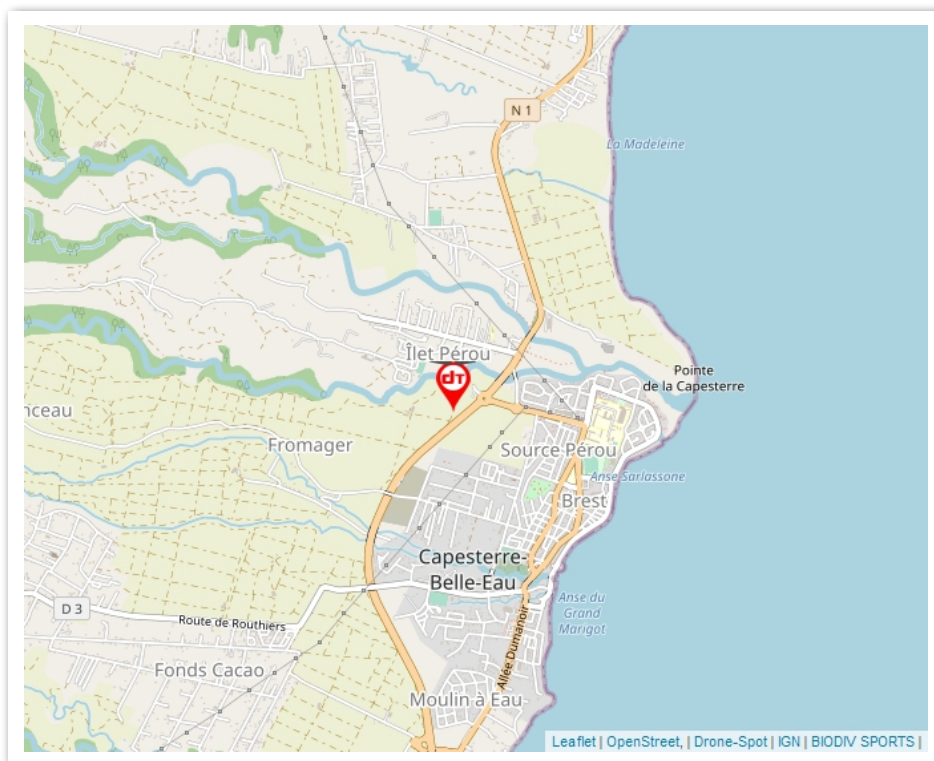 N 1
La Madeleine
Îlet Pérou
dT
Pointe
de la Capesterre
nceau
Fromager
Source Pérou
Anse Sarlassone
Brest
Capesterre-
Belle-Eau
Anse du
Grand
Marigot
D 3
Route de Routhiers
Allée Dumanoir
Fonds Cacao
Moulin à Eau
Leaflet | OpenStreet, | Drone-Spot | IGN | BIODIV SPORTS |